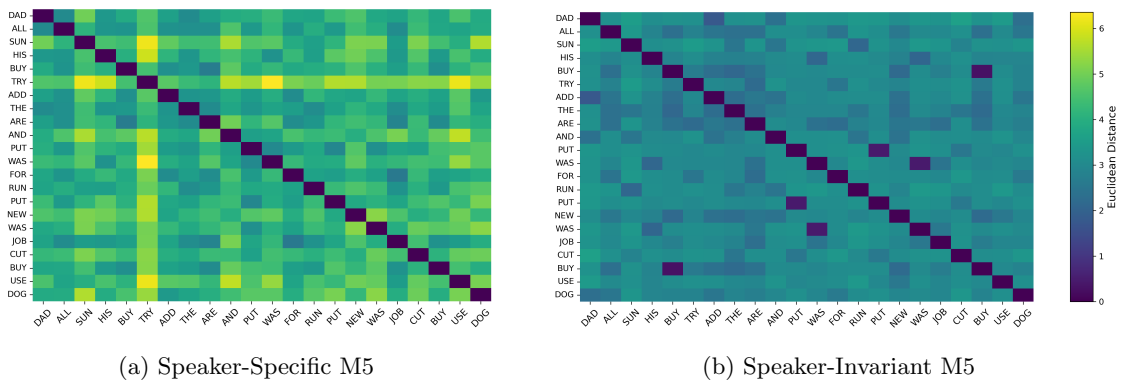 DAD
ALL
SUN
HIS
BUY
TRY
ADD
THE
ARE
AND
PUT
WAS
FOR
RUN
PUT
NEW
WAS
JOB
CUT
BUY
USE
DOG
DAD ALL SUN HIS BUY TRY ADD THE ARE AND PUT WAS FOR RUN PUT NEW WAS JOB CUT BUY USE DOG
(a) Speaker-Specific M5
DAD
ALL
SUN
HIS
BUY
TRY
ADD
THE
ARE
AND
PUT
WAS
FOR
RUN
PUT
NEW
WAS
JOB
CUT
BUY
USE
DOG
DAD ALL SUN HIS BUY TRY ADD THE ARE AND PUT WAS FOR RUN PUT NEW WAS JOB CUT BUY USE DOG
(b) Speaker-Invariant M5
6
5
4
3
2
1
0
Euclidean Distance